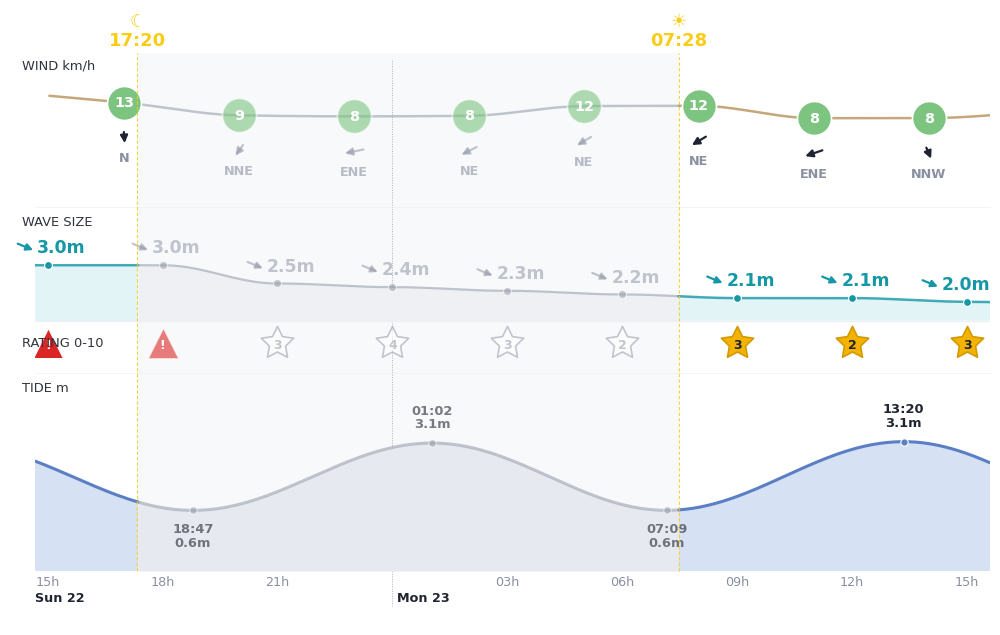 17:20 07:28
WIND km/h
13 9 8 8 12 12 8 8
N NNE ENE NE NE NE ENE NNW
WAVE SIZE
3.0m 3.0m 2.5m 2.4m 2.3m 2.2m 2.1m 2.1m 2.0m
RATING 0-10
! ! 3 4 3 2 3 2 3
TIDE m
01:02 13:20
3.1m 3.1m
18:47 07:09
0.6m 0.6m
15h 18h 21h 03h 06h 09h 12h 15h
Sun 22 Mon 23